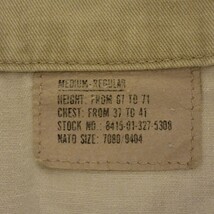 MEDIUM-REGULAR
HEIGHT: FROM 67 TO 71
CHEST: FROM 37 TO 41
STOCK NO.: 8415-01-327-5308
NATO SIZE: 7080/9404